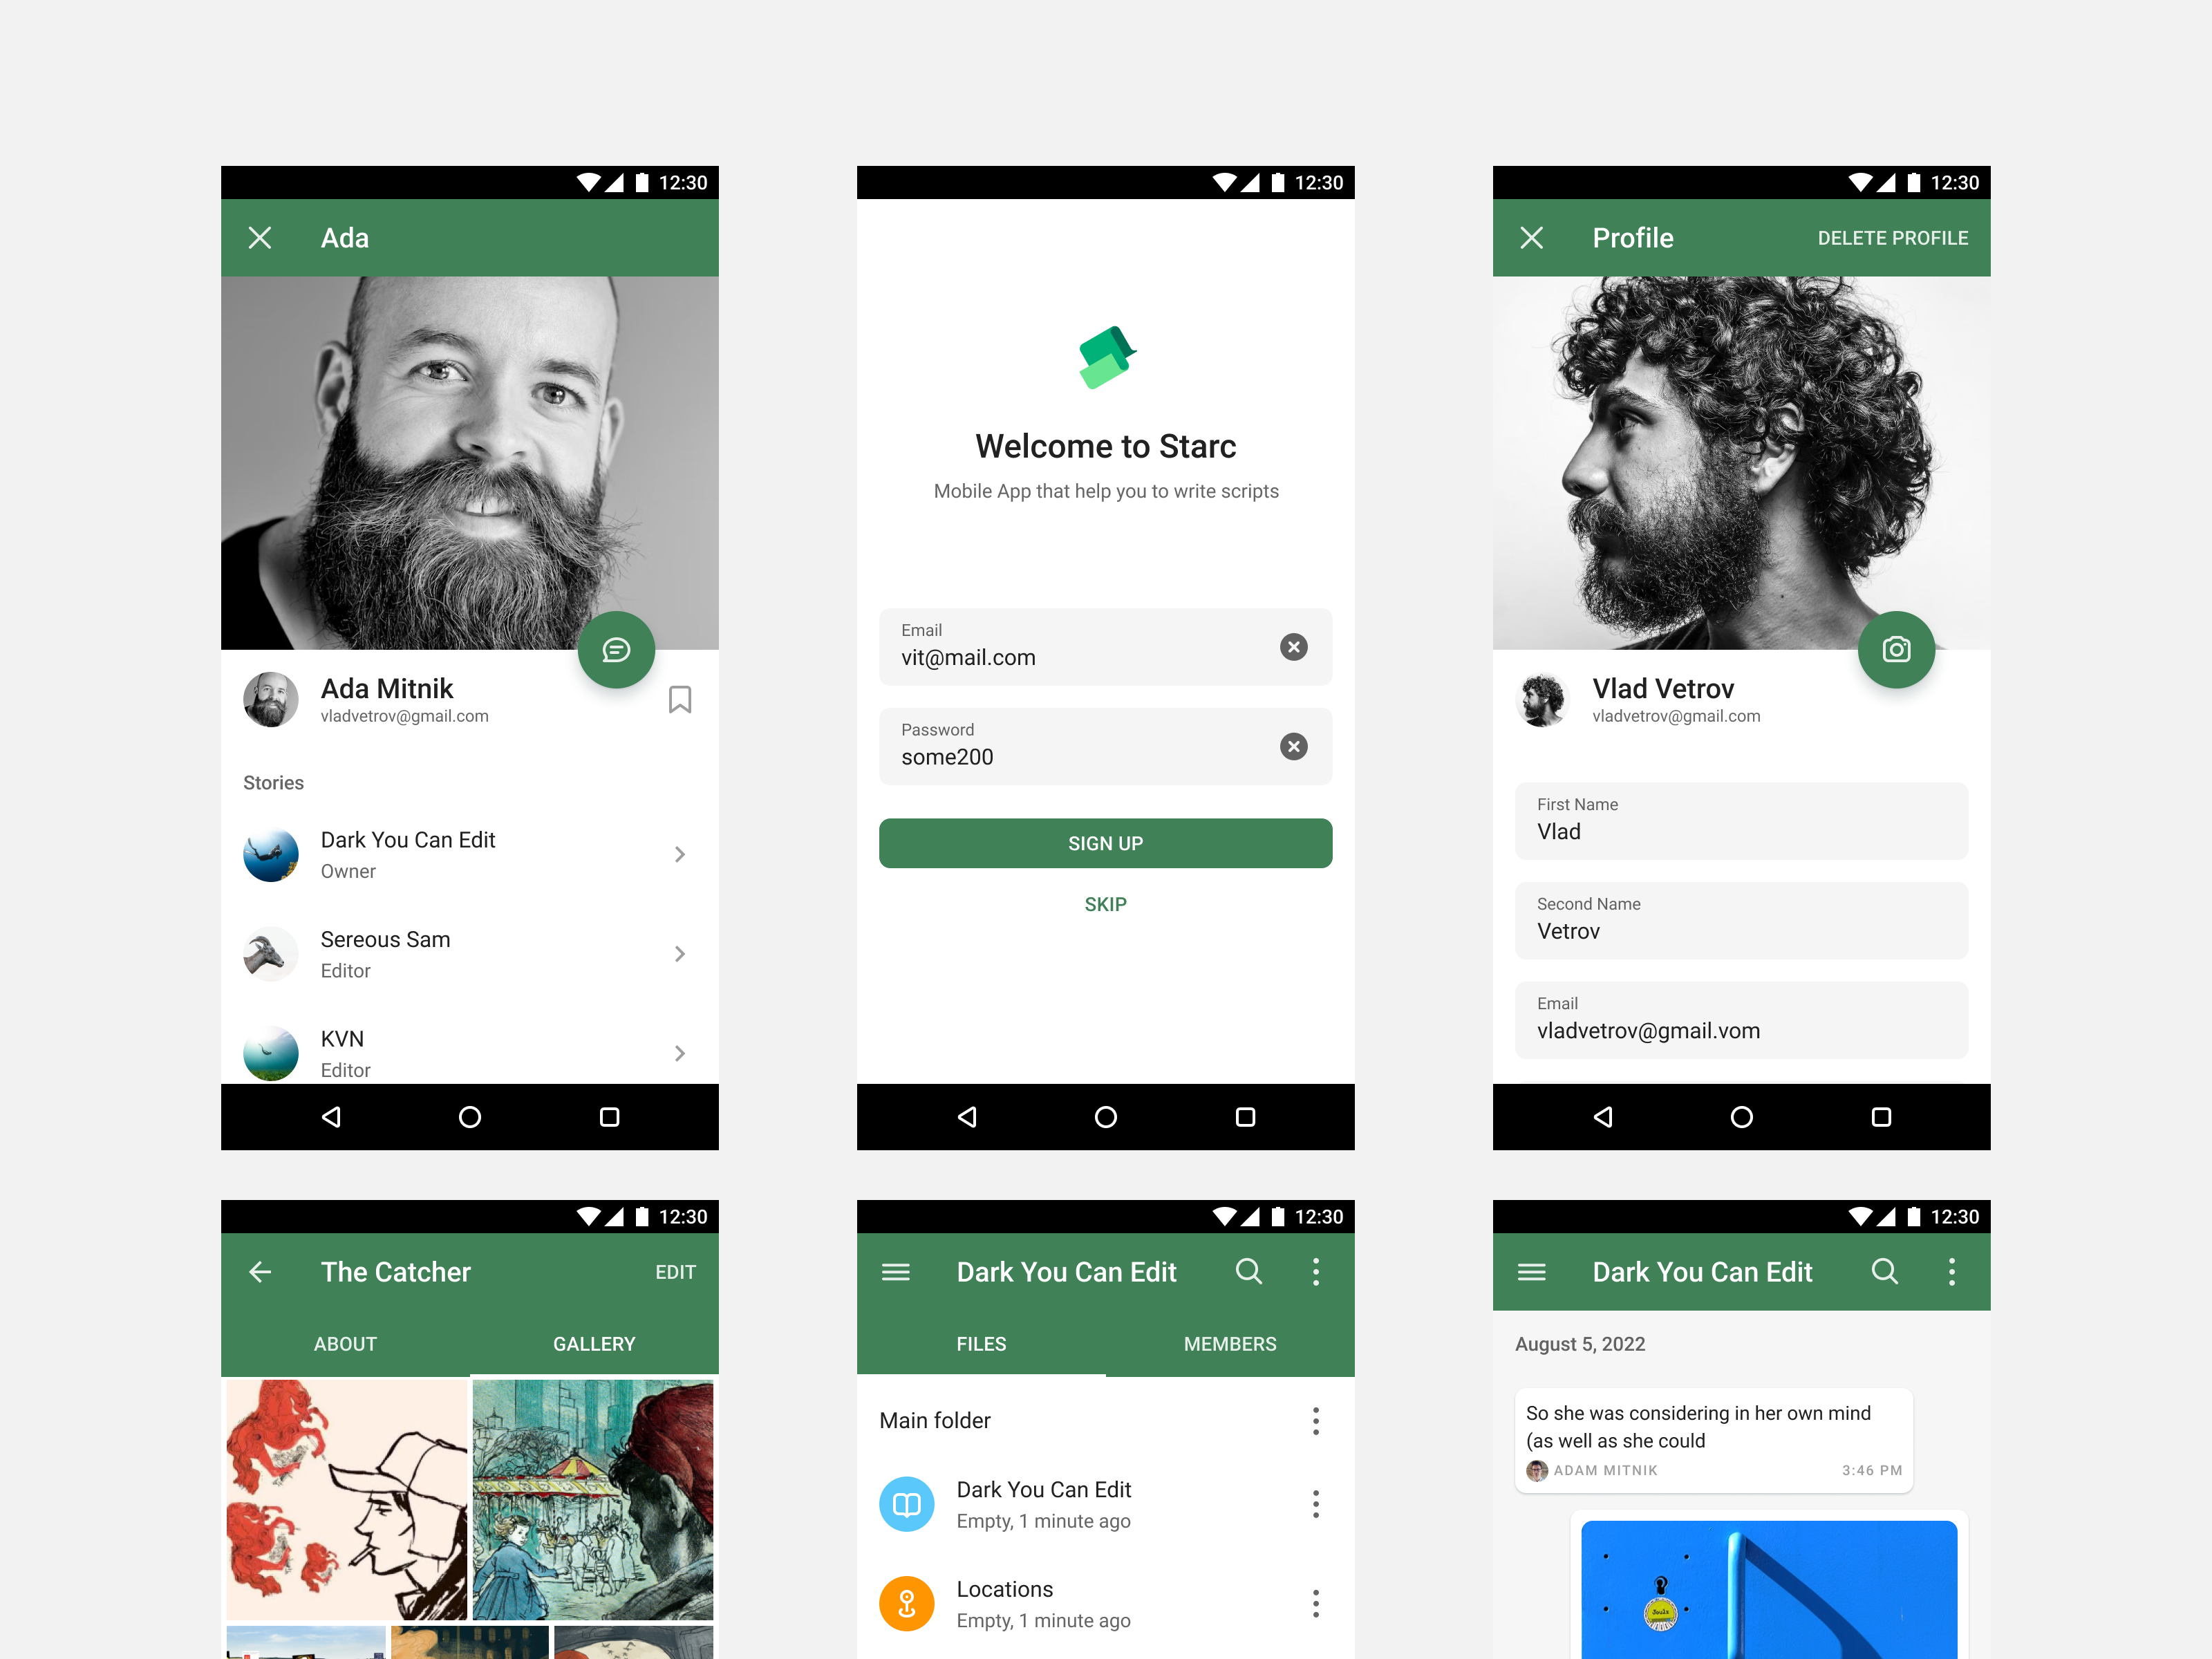 12:30
Ada
Ada Mitnik
vladvetrov@gmail.com
Stories
Dark You Can Edit
Owner
Sereous Sam
Editor
KVN
Editor
12:30
Welcome to Starc
Mobile App that help you to write scripts
Email
vit@mail.com
Password
some200
SIGN UP
SKIP
12:30
Profile
DELETE PROFILE
Vlad Vetrov
vladvetrov@gmail.com
First Name
Vlad
Second Name
Vetrov
Email
vladvetrov@gmail.vom
12:30
The Catcher
EDIT
ABOUT
GALLERY
12:30
Dark You Can Edit
FILES
MEMBERS
Main folder
Dark You Can Edit
Empty, 1 minute ago
Locations
Empty, 1 minute ago
12:30
Dark You Can Edit
August 5, 2022
So she was considering in her own mind
(as well as she could
ADAM MITNIK
3:46 PM